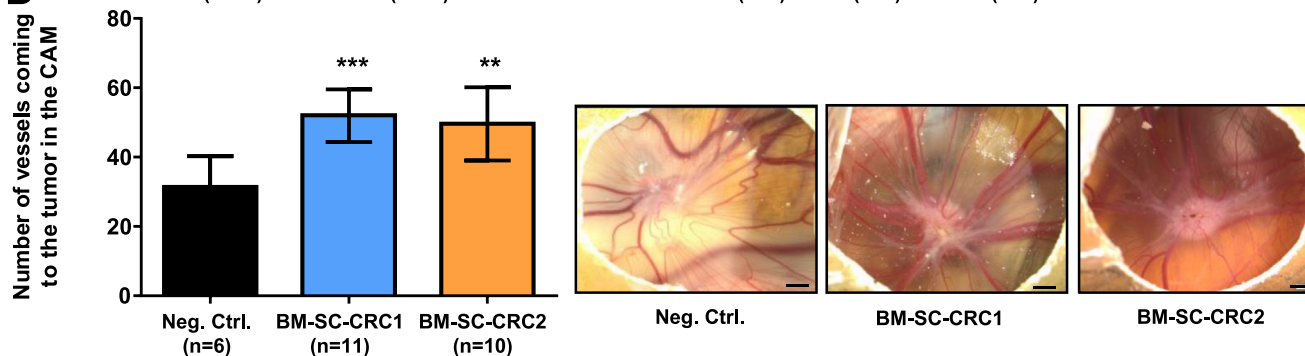 Number of vessels coming
to the tumor in the CAM
80
60
40
20
0
***
**
Neg. Ctrl.
(n=6)
BM-SC-CRC1
(n=11)
BM-SC-CRC2
(n=10)
Neg. Ctrl.
BM-SC-CRC1
BM-SC-CRC2